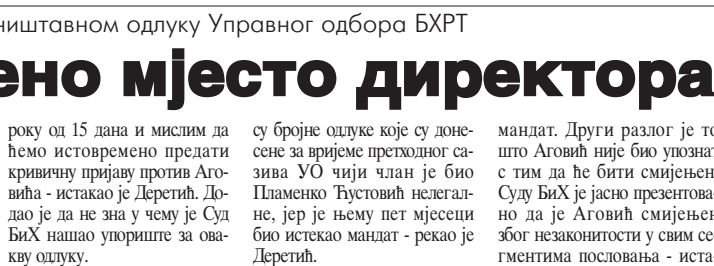 ништавном одлуку Управног одбора БХРТ
ено мјесто директора
року од 15 дана и мислим да
ћемо истовремено предати
кривичну пријаву против Аго-
вића - истакао је Деретић. До-
дао је да не зна у чему је Суд
БиХ нашао упориште за ова-
кву одлуку.
су бројне одлуке које су доне-
сене за вријеме претходног са-
зива УО чији члан је био
Пламенко Ћустовић нелегал-
не, јер је њему пет мјесеци
био истекао мандат - рекао је
Деретић.
мандат. Други разлог је то
што Аговић није био упознат
с тим да ће бити смијењен.
Суду БиХ је јасно презентова-
но да је Аговић смијењен
због незаконитости у свим се-
гментима пословања - иста-